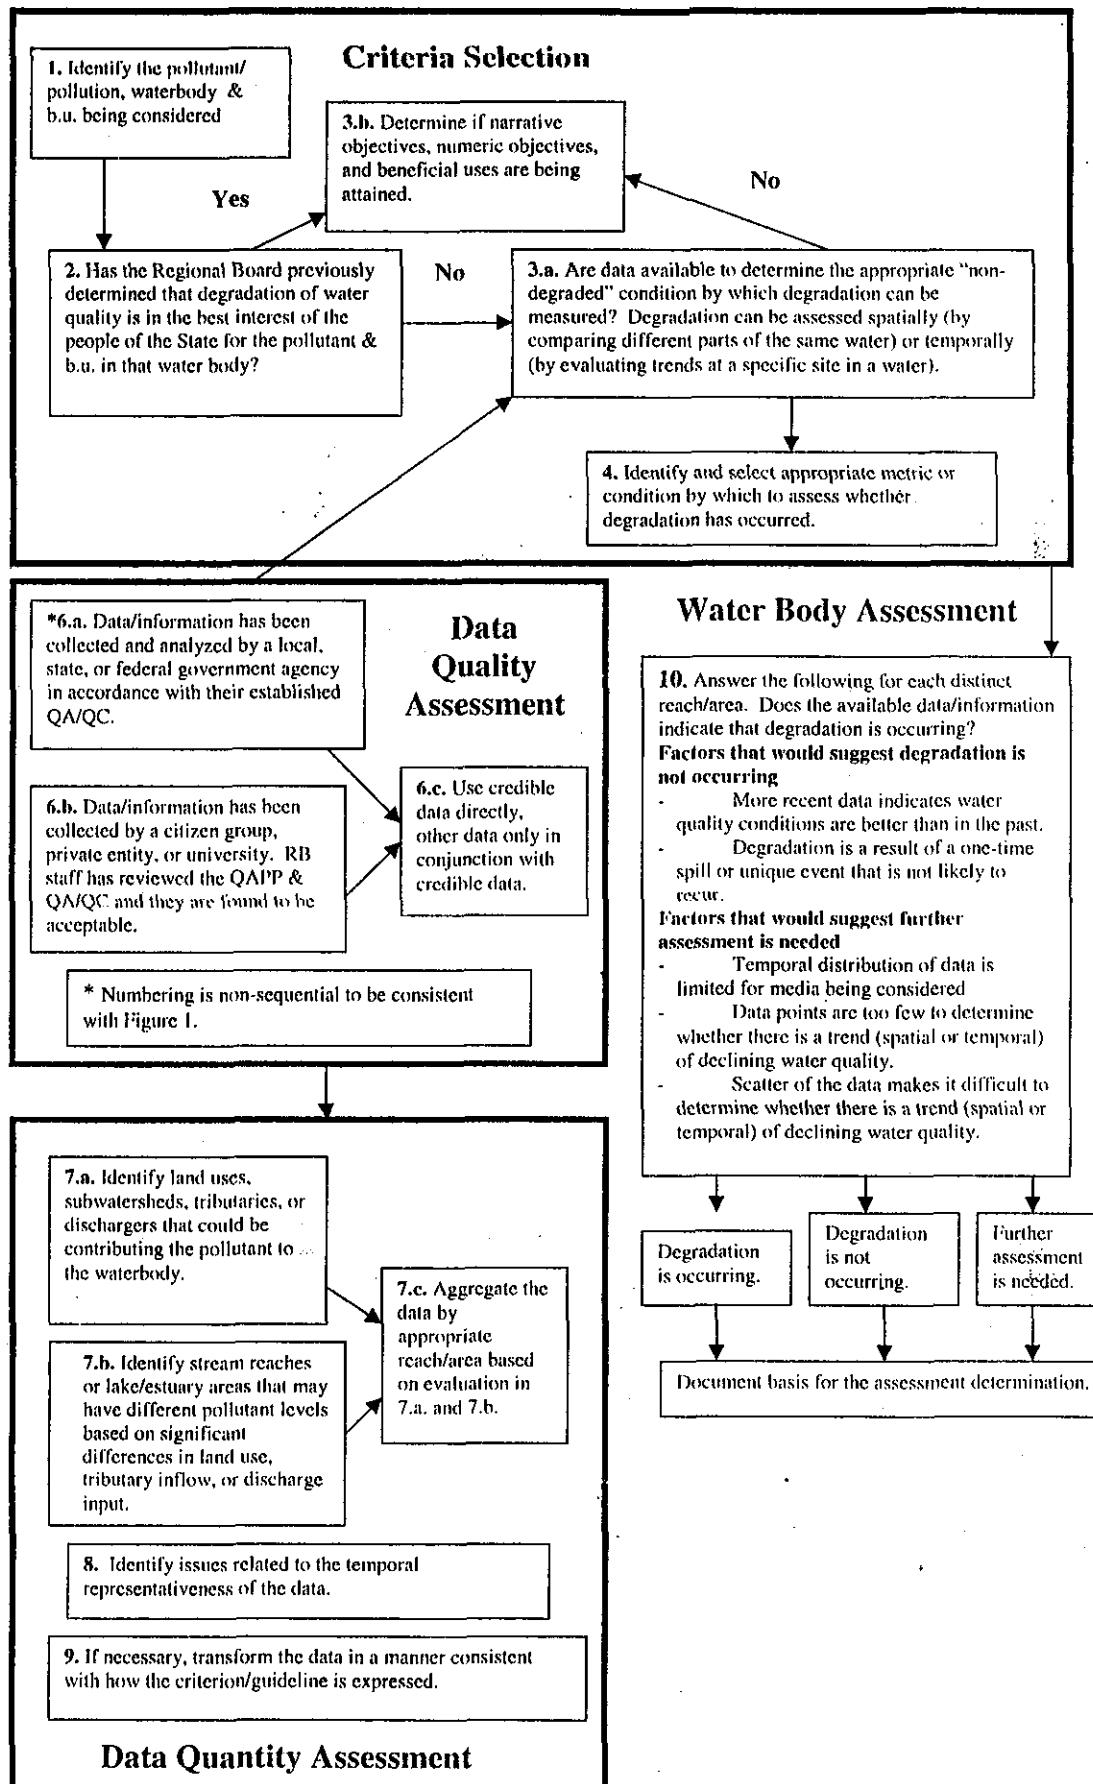 Criteria Selection
1. Identify the pollutant/
pollution, waterbody &
b.u. being considered
3.b. Determine if narrative
objectives, numeric objectives,
and beneficial uses are being
attained.
Yes
No
2. Has the Regional Board previously
determined that degradation of water
quality is in the best interest of the
people of the State for the pollutant &
b.u. in that water body?
No
3.a. Are data available to determine the appropriate “non-
degraded” condition by which degradation can be
measured? Degradation can be assessed spatially (by
comparing different parts of the same water) or temporally
(by evaluating trends at a specific site in a water).
4. Identify and select appropriate metric or
condition by which to assess whether
degradation has occurred.
Data
Quality
Assessment
*6.a. Data/information has been
collected and analyzed by a local,
state, or federal government agency
in accordance with their established
QA/QC.
6.b. Data/information has been
collected by a citizen group,
private entity, or university. RB
staff has reviewed the QAPP &
QA/QC and they are found to be
acceptable.
6.c. Use credible
data directly,
other data only in
conjunction with
credible data.
* Numbering is non-sequential to be consistent
with Figure 1.
7.a. Identify land uses,
subwatersheds, tributaries, or
dischargers that could be
contributing the pollutant to
the waterbody.
7.b. Identify stream reaches
or lake/estuary areas that may
have different pollutant levels
based on significant
differences in land use,
tributary inflow, or discharge
input.
7.c. Aggregate the
data by
appropriate
reach/area based
on evaluation in
7.a. and 7.b.
8. Identify issues related to the temporal
representativeness of the data.
9. If necessary, transform the data in a manner consistent
with how the criterion/guideline is expressed.
Data Quantity Assessment
Water Body Assessment
10. Answer the following for each distinct
reach/area. Does the available data/information
indicate that degradation is occurring?
Factors that would suggest degradation is
not occurring
- More recent data indicates water
quality conditions are better than in the past.
- Degradation is a result of a one-time
spill or unique event that is not likely to
recur.
Factors that would suggest further
assessment is needed
- Temporal distribution of data is
limited for media being considered
- Data points are too few to determine
whether there is a trend (spatial or temporal)
of declining water quality.
- Scatter of the data makes it difficult to
determine whether there is a trend (spatial or
temporal) of declining water quality.
Degradation
is occurring.
Degradation
is not
occurring.
Further
assessment
is needed.
Document basis for the assessment determination.